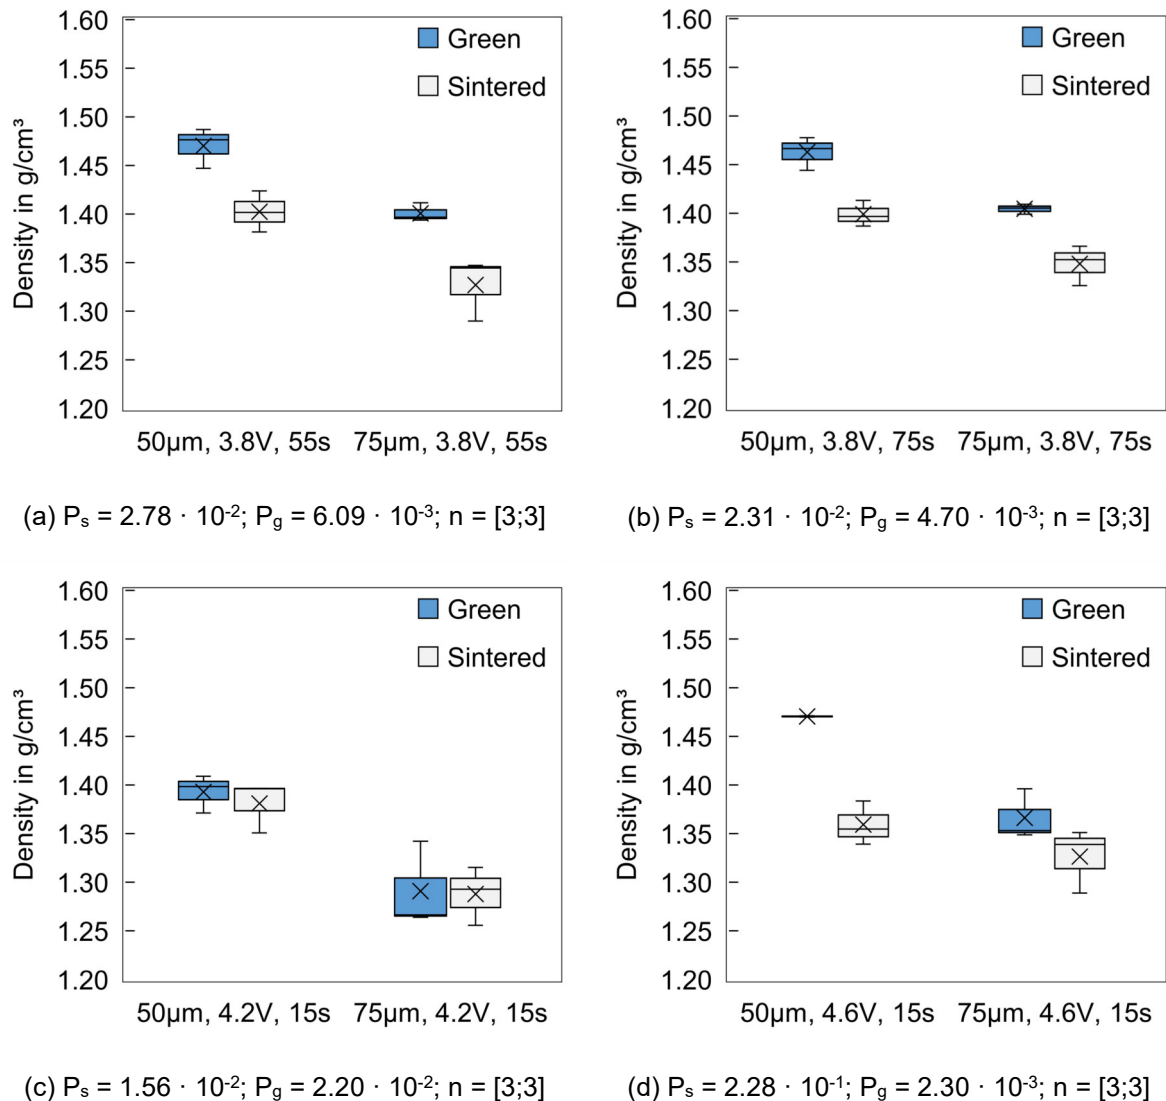 1.60
1.55
1.50
1.45
1.40
1.35
1.30
1.25
1.20
Density in g/cm³
Green
Sintered
50µm, 3.8V, 55s 75µm, 3.8V, 55s
(a) Pₛ = 2.78 · 10⁻²; P_g = 6.09 · 10⁻³; n = [3;3]
1.60
1.55
1.50
1.45
1.40
1.35
1.30
1.25
1.20
Density in g/cm³
Green
Sintered
50µm, 3.8V, 75s 75µm, 3.8V, 75s
(b) Pₛ = 2.31 · 10⁻²; P_g = 4.70 · 10⁻³; n = [3;3]
1.60
1.55
1.50
1.45
1.40
1.35
1.30
1.25
1.20
Density in g/cm³
Green
Sintered
50µm, 4.2V, 15s 75µm, 4.2V, 15s
(c) Pₛ = 1.56 · 10⁻²; P_g = 2.20 · 10⁻²; n = [3;3]
1.60
1.55
1.50
1.45
1.40
1.35
1.30
1.25
1.20
Density in g/cm³
Green
Sintered
50µm, 4.6V, 15s 75µm, 4.6V, 15s
(d) Pₛ = 2.28 · 10⁻¹; P_g = 2.30 · 10⁻³; n = [3;3]